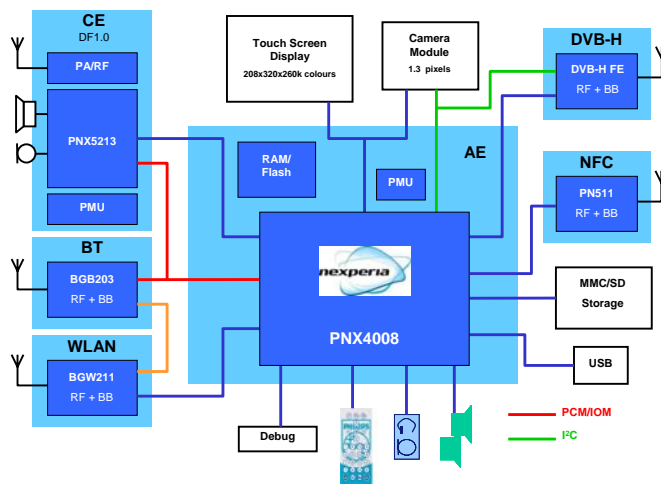 CE
DF1.0
PA/RF
PNX5213
PMU
BT
BGB203
RF + BB
WLAN
BGW211
RF + BB
Touch Screen
Display
208x320x260k colours
Camera
Module
1.3 pixels
AE
RAM/
Flash
PMU
nexperia
PNX4008
DVB-H
DVB-H FE
RF + BB
NFC
PN511
RF + BB
MMC/SD
Storage
USB
Debug
PHILIPS
PCM/IOM
I²C